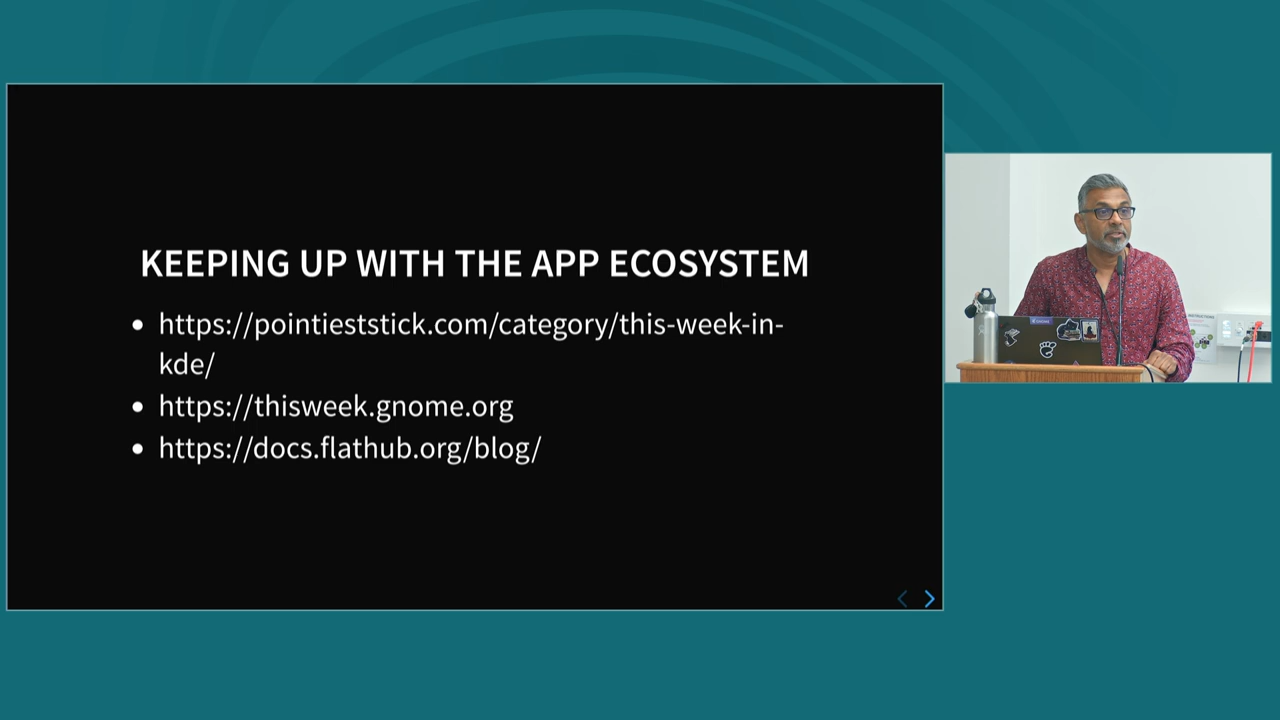 KEEPING UP WITH THE APP ECOSYSTEM
• https://pointieststick.com/category/this-week-in-
kde/
• https://thisweek.gnome.org
• https://docs.flathub.org/blog/